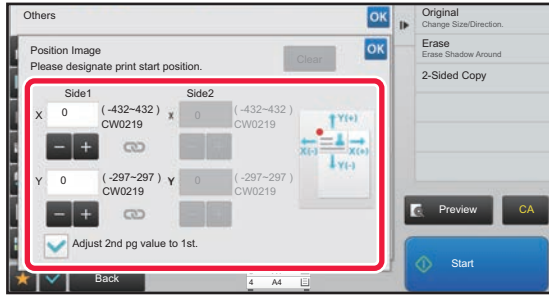 Others
OK
Position Image
Please designate print start position.
Clear
OK
Side1
Side2
X
0
( -432~432 )
CW0219
x
0
( -432~432 )
CW0219
Y
0
( -297~297 )
CW0219
Y
0
( -297~297 )
CW0219
Y(+)
X(-)
X(+)
Y(-)
Adjust 2nd pg value to 1st.
Back
4 A4
Original
Change Size/Direction.
Erase
Erase Shadow Around
2-Sided Copy
Preview
CA
Start